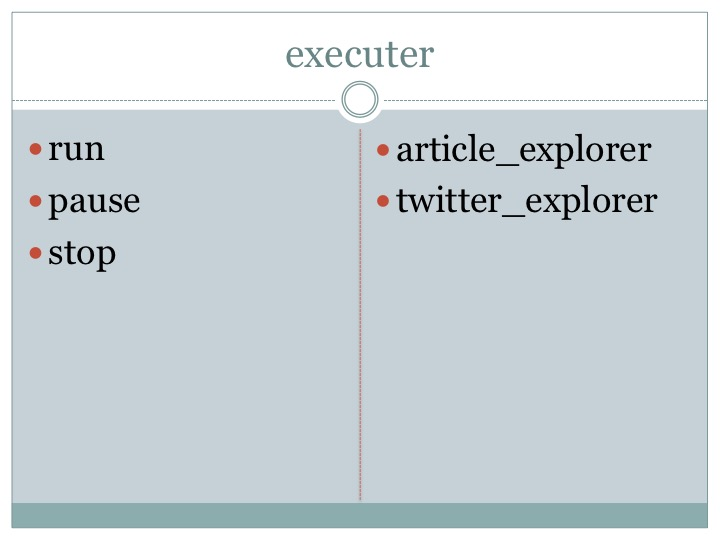 executer
run
pause
stop
article_explorer
twitter_explorer